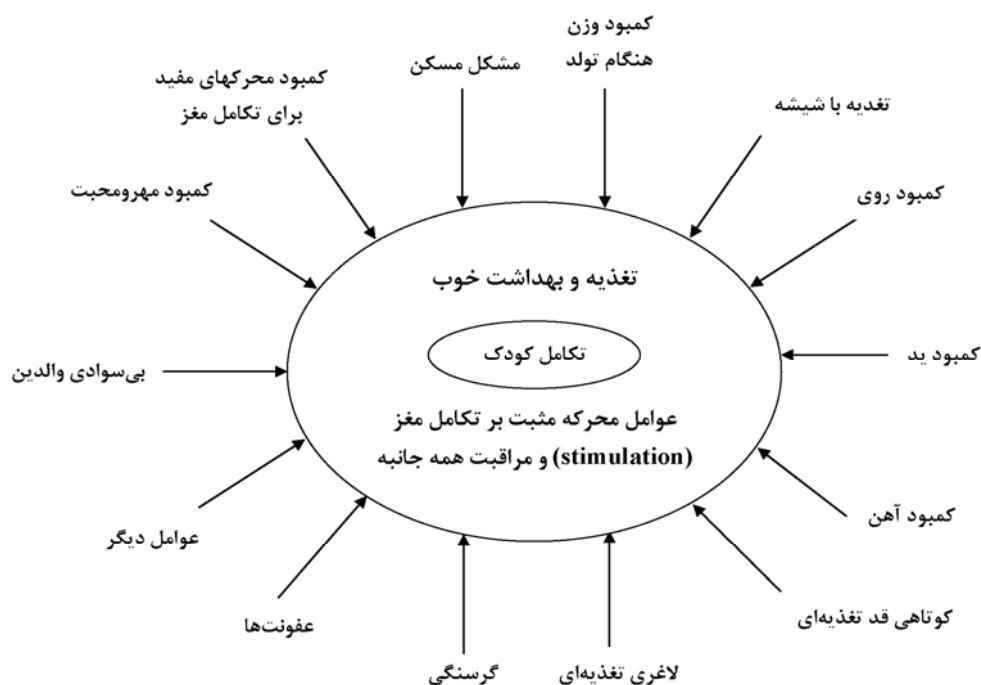 کمبود وزن
هنگام تولد
مشکل مسکن
کمبود محرکهای مفید
برای تکامل مغز
تغدیه با شیشه
کمبود مهرومحبت
کمبود روی
تغذیه و بهداشت خوب
تکامل کودک
کمبود ید
بی‌سوادی والدین
عوامل محرکه مثبت بر تکامل مغز
(stimulation) و مراقبت همه جانبه
کمبود آهن
عوامل دیگر
کوتاهی قد تغذیه‌ای
عفونت‌ها
لاغری تغذیه‌ای
گرسنگی